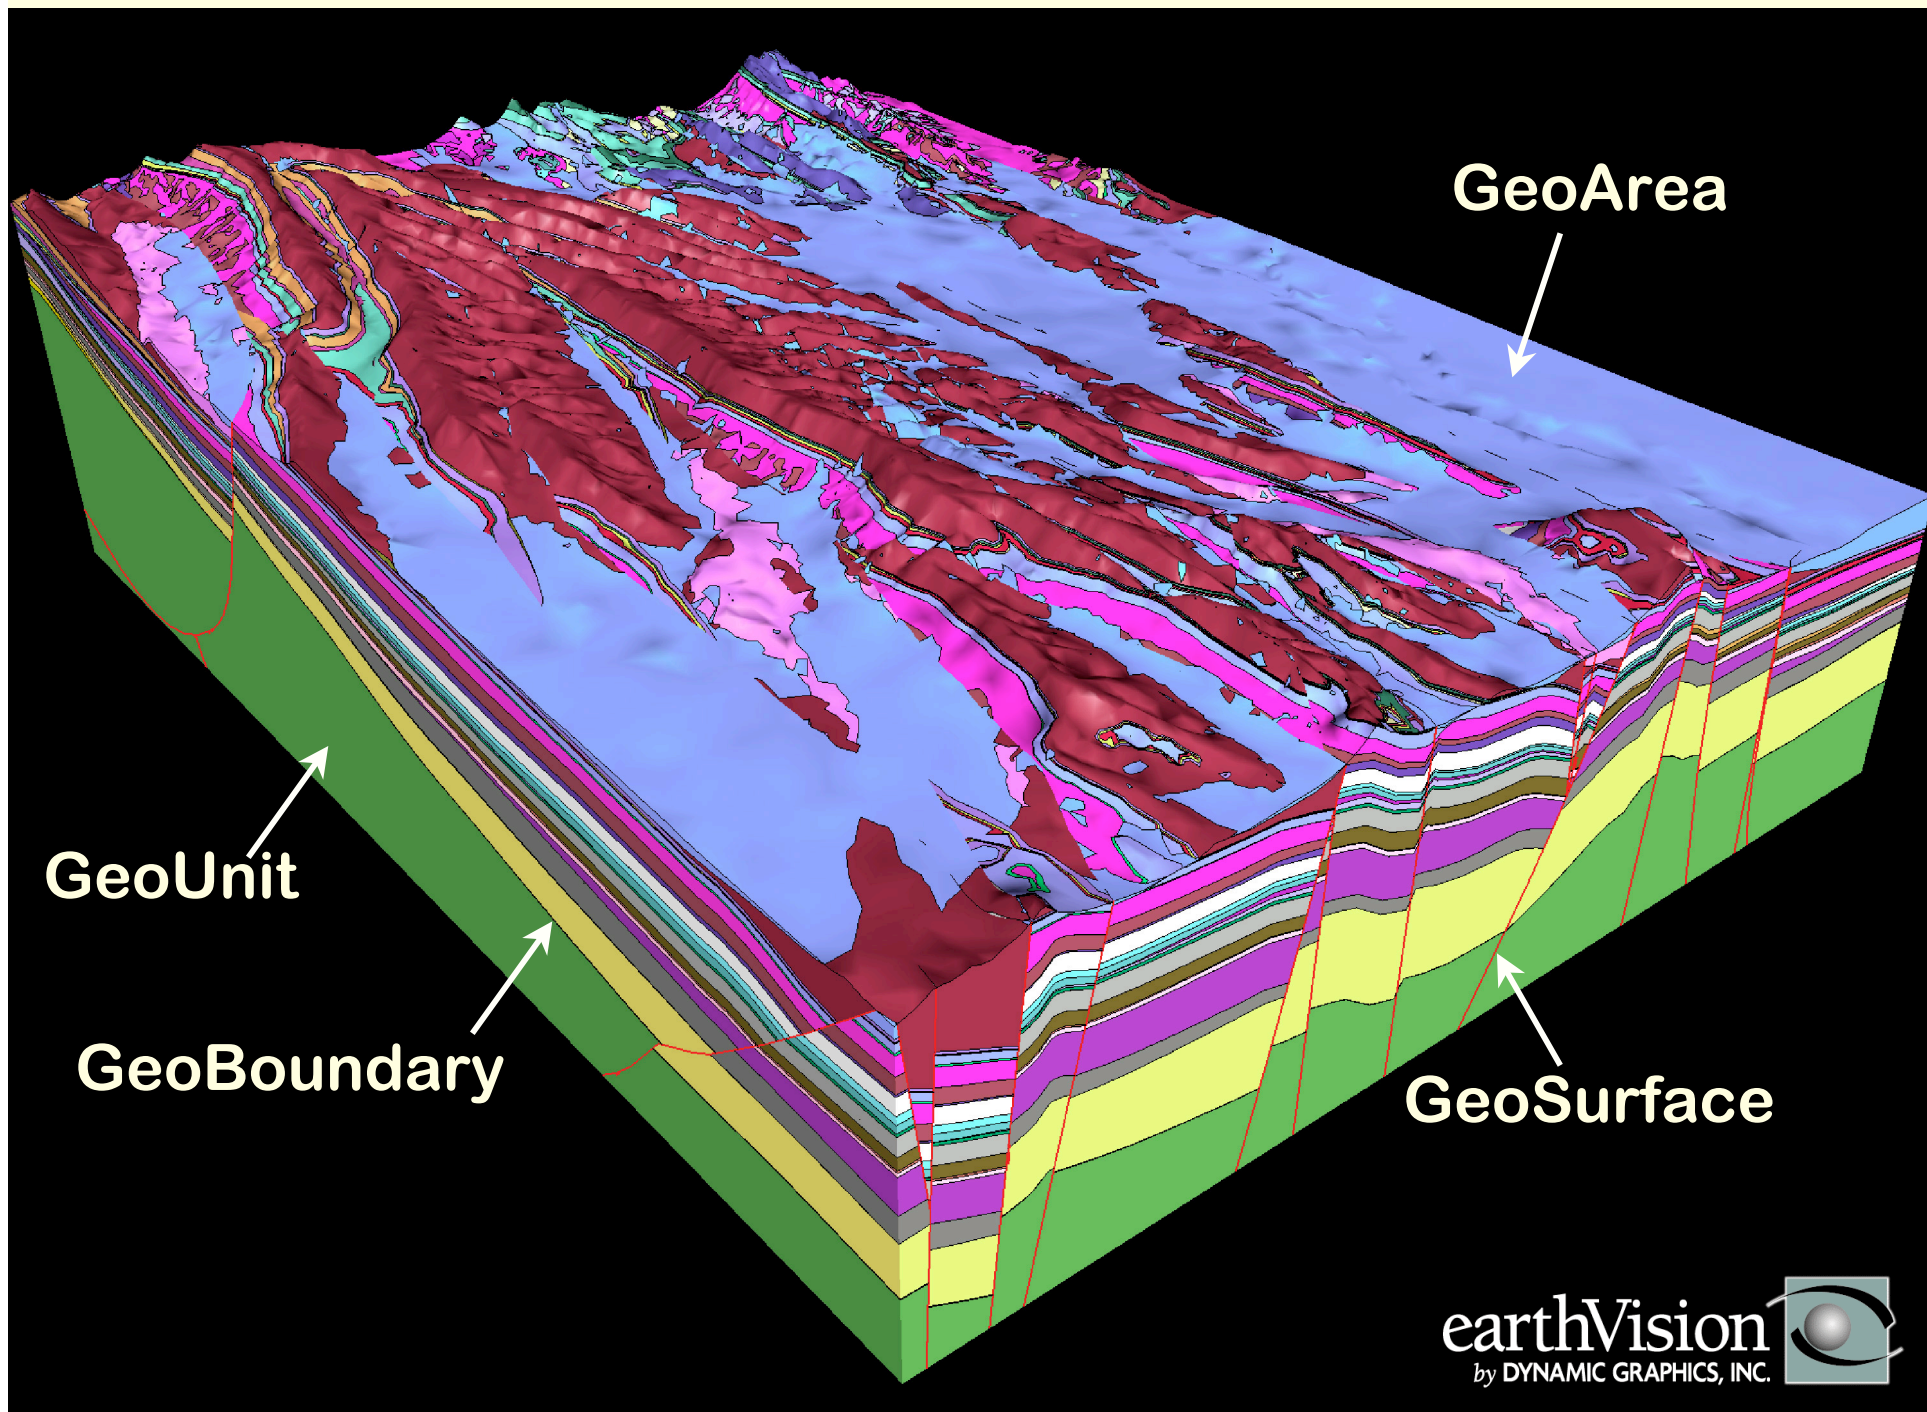 GeoArea
GeoUnit
GeoBoundary
GeoSurface
earthVision
by DYNAMIC GRAPHICS, INC.